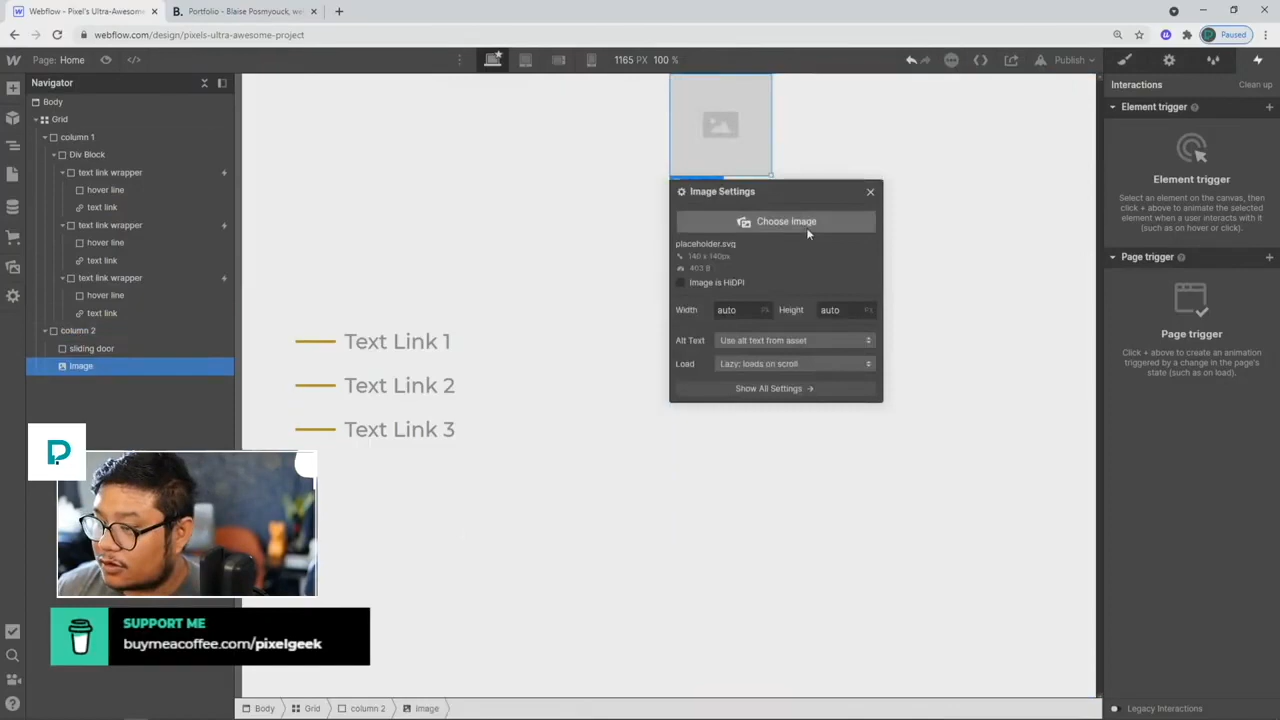 Webflow - Pixel's Ultra-Awesome
Portfolio - Blaise Posmyouck, we
webflow.com/design/pixels-ultra-awesome-project
Paused
Page: Home
1165 PX 100 %
Publish
Navigator
Body
Grid
column 1
Div Block
text link wrapper
hover line
text link
text link wrapper
hover line
text link
text link wrapper
hover line
text link
column 2
sliding door
Image
Image Settings
Choose Image
placeholder.svg
140 x 140px
403 B
Image is HiDPI
Width auto Height auto PX
Alt Text Use alt text from asset
Load Lazy: loads on scroll
Show All Settings
Text Link 1
Text Link 2
Text Link 3
Interactions
Clean up
Element trigger
Element trigger
Select an element on the canvas, then
click + above to animate the selected
element when a user interacts with it
(such as on hover or click).
Page trigger
Page trigger
Click + above to create an animation
triggered by a change in the page's
state (such as on load).
SUPPORT ME
buymeacoffee.com/pixelgeek
Body
Grid
column 2
Image
Legacy Interactions